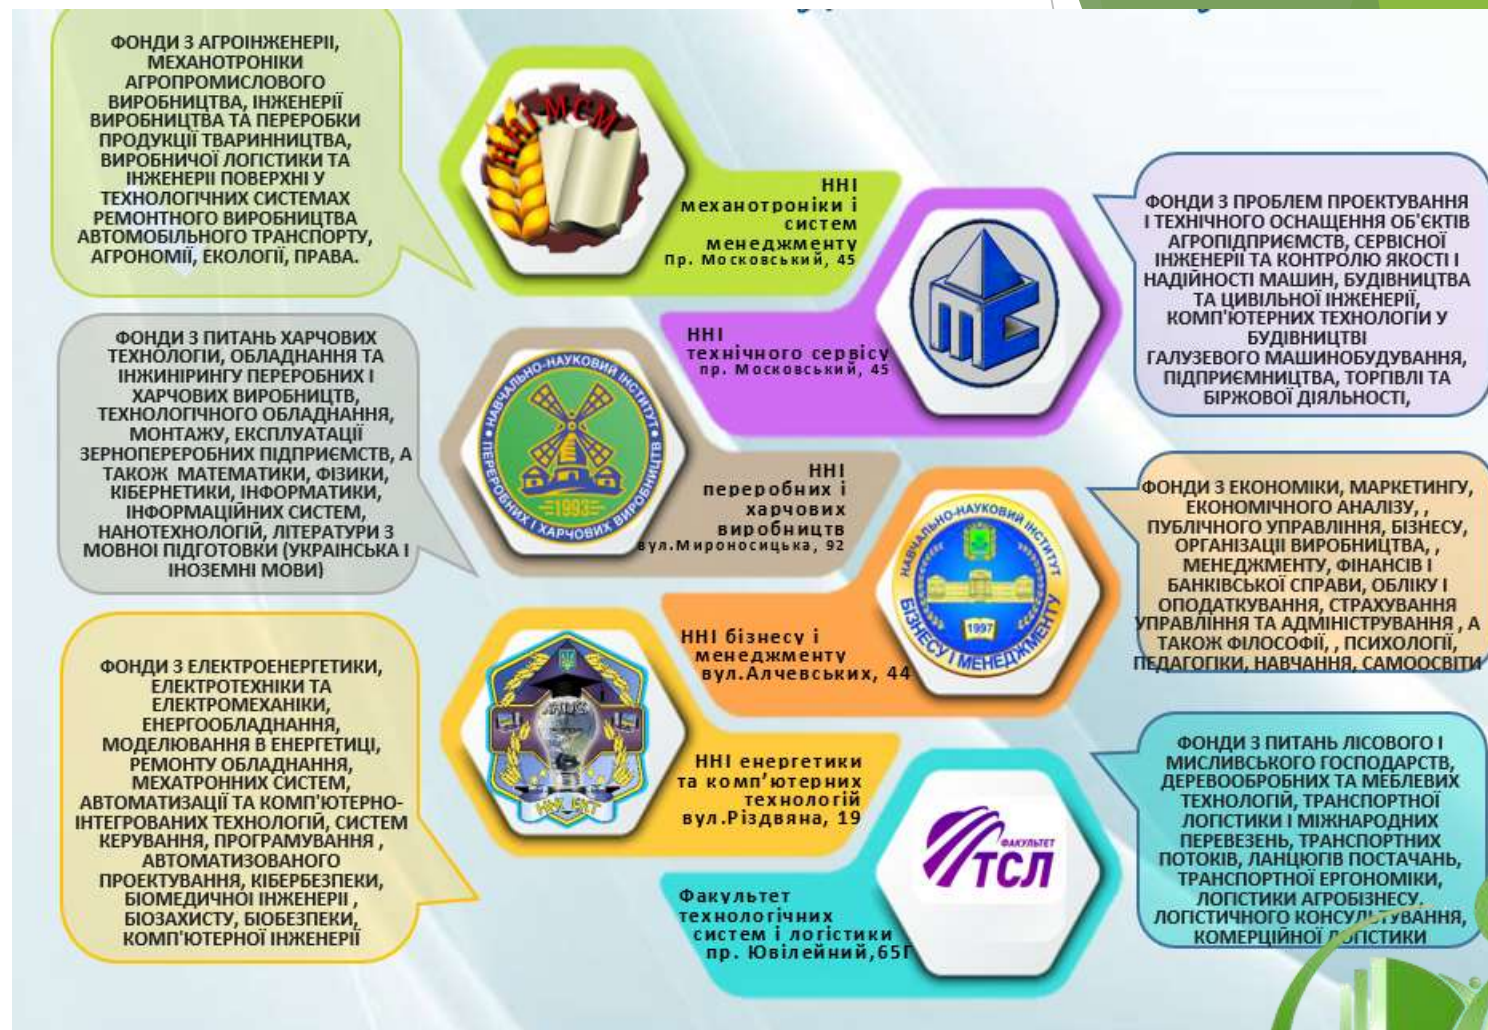 ФОНДИ З АГРОІНЖЕНЕРІЇ,
МЕХАНОТРОНІКИ
АГРОПРОМИСЛОВОГО
ВИРОБНИЦТВА, ІНЖЕНЕРІЇ
ВИРОБНИЦТВА ТА ПЕРЕРОБКИ
ПРОДУКЦІЇ ТВАРИННИЦТВА,
ВИРОБНИЧОЇ ЛОГІСТИКИ ТА
ІНЖЕНЕРІЇ ПОВЕРХНІ У
ТЕХНОЛОГІЧНИХ СИСТЕМАХ
РЕМОНТНОГО ВИРОБНИЦТВА
АВТОМОБІЛЬНОГО ТРАНСПОРТУ,
АГРОНОМІЇ, ЕКОЛОГІЇ, ПРАВА.
ННІ МСМ
ННІ
механотроніки і
систем
менеджменту
Пр. Московський, 45
ФОНДИ З ПРОБЛЕМ ПРОЕКТУВАННЯ
І ТЕХНІЧНОГО ОСНАЩЕННЯ ОБ'ЄКТІВ
АГРОПІДПРИЄМСТВ, СЕРВІСНОЇ
ІНЖЕНЕРІЇ ТА КОНТРОЛЮ ЯКОСТІ І
НАДІЙНОСТІ МАШИН, БУДІВНИЦТВА
ТА ЦИВІЛЬНОЇ ІНЖЕНЕРІЇ,
КОМП'ЮТЕРНИХ ТЕХНОЛОГІЙ У
БУДІВНИЦТВІ
ГАЛУЗЕВОГО МАШИНОБУДУВАННЯ,
ПІДПРИЄМНИЦТВА, ТОРГІВЛІ ТА
БІРЖОВОЇ ДІЯЛЬНОСТІ,
ННІ
технічного сервісу
пр. Московський, 45
ТС
ФОНДИ З ПИТАНЬ ХАРЧОВИХ
ТЕХНОЛОГІЙ, ОБЛАДНАННЯ ТА
ІНЖИНІРИНГУ ПЕРЕРОБНИХ І
ХАРЧОВИХ ВИРОБНИЦТВ,
ТЕХНОЛОГІЧНОГО ОБЛАДНАННЯ,
МОНТАЖУ, ЕКСПЛУАТАЦІЇ
ЗЕРНОПЕРЕРОБНИХ ПІДПРИЄМСТВ, А
ТАКОЖ МАТЕМАТИКИ, ФІЗИКИ,
КІБЕРНЕТИКИ, ІНФОРМАТИКИ,
ІНФОРМАЦІЙНИХ СИСТЕМ,
НАНОТЕХНОЛОГІЙ, ЛІТЕРАТУРИ З
МОВНОЇ ПІДГОТОВКИ (УКРАЇНСЬКА І
ІНОЗЕМНІ МОВИ)
НАВЧАЛЬНО-НАУКОВИЙ ІНСТИТУТ
ПЕРЕРОБНИХ І ХАРЧОВИХ ВИРОБНИЦТВ
1993
ННІ
переробних і
харчових
виробництв
вул.Мироносицька, 92
ФОНДИ З ЕКОНОМІКИ, МАРКЕТИНГУ,
ЕКОНОМІЧНОГО АНАЛІЗУ, ,
ПУБЛІЧНОГО УПРАВЛІННЯ, БІЗНЕСУ,
ОРГАНІЗАЦІЇ ВИРОБНИЦТВА, ,
МЕНЕДЖМЕНТУ, ФІНАНСІВ І
БАНКІВСЬКОЇ СПРАВИ, ОБЛІКУ І
ОПОДАТКУВАННЯ, СТРАХУВАННЯ
УПРАВЛІННЯ ТА АДМІНІСТРУВАННЯ , А
ТАКОЖ ФІЛОСОФІЇ, , ПСИХОЛОГІЇ,
ПЕДАГОГІКИ, НАВЧАННЯ, САМООСВІТИ
ННІ бізнесу і
менеджменту
вул.Алчевських, 44
НАВЧАЛЬНО-НАУКОВИЙ ІНСТИТУТ
1997
БІЗНЕСУ І МЕНЕДЖМЕНТУ
ФОНДИ З ЕЛЕКТРОЕНЕРГЕТИКИ,
ЕЛЕКТРОТЕХНІКИ ТА
ЕЛЕКТРОМЕХАНІКИ,
ЕНЕРГООБЛАДНАННЯ,
МОДЕЛЮВАННЯ В ЕНЕРГЕТИЦІ,
РЕМОНТУ ОБЛАДНАННЯ,
МЕХАТРОННИХ СИСТЕМ,
АВТОМАТИЗАЦІЇ ТА КОМП'ЮТЕРНО-
ІНТЕГРОВАНИХ ТЕХНОЛОГІЙ, СИСТЕМ
КЕРУВАННЯ, ПРОГРАМУВАННЯ ,
АВТОМАТИЗОВАНОГО
ПРОЕКТУВАННЯ, КІБЕРБЕЗПЕКИ,
БІОМЕДИЧНОЇ ІНЖЕНЕРІЇ ,
БІОЗАХИСТУ, БІОБЕЗПЕКИ,
КОМП'ЮТЕРНОЇ ІНЖЕНЕРІЇ
ННІ енергетики
та комп’ютерних
технологій
вул.Різдвяна, 19
ФОНДИ З ПИТАНЬ ЛІСОВОГО І
МИСЛИВСЬКОГО ГОСПОДАРСТВ,
ДЕРЕВООБРОБНИХ ТА МЕБЛЕВИХ
ТЕХНОЛОГІЙ, ТРАНСПОРТНОЇ
ЛОГІСТИКИ І МІЖНАРОДНИХ
ПЕРЕВЕЗЕНЬ, ТРАНСПОРТНИХ
ПОТОКІВ, ЛАНЦЮГІВ ПОСТАЧАНЬ,
ТРАНСПОРТНОЇ ЕРГОНОМІКИ,
ЛОГІСТИКИ АГРОБІЗНЕСУ,
ЛОГІСТИЧНОГО КОНСУЛЬТУВАННЯ,
КОМЕРЦІЙНОЇ ЛОГІСТИКИ
Факультет
технологічних
систем і логістики
пр. Ювілейний,65Г
ФАКУЛЬТЕТ
ТСЛ